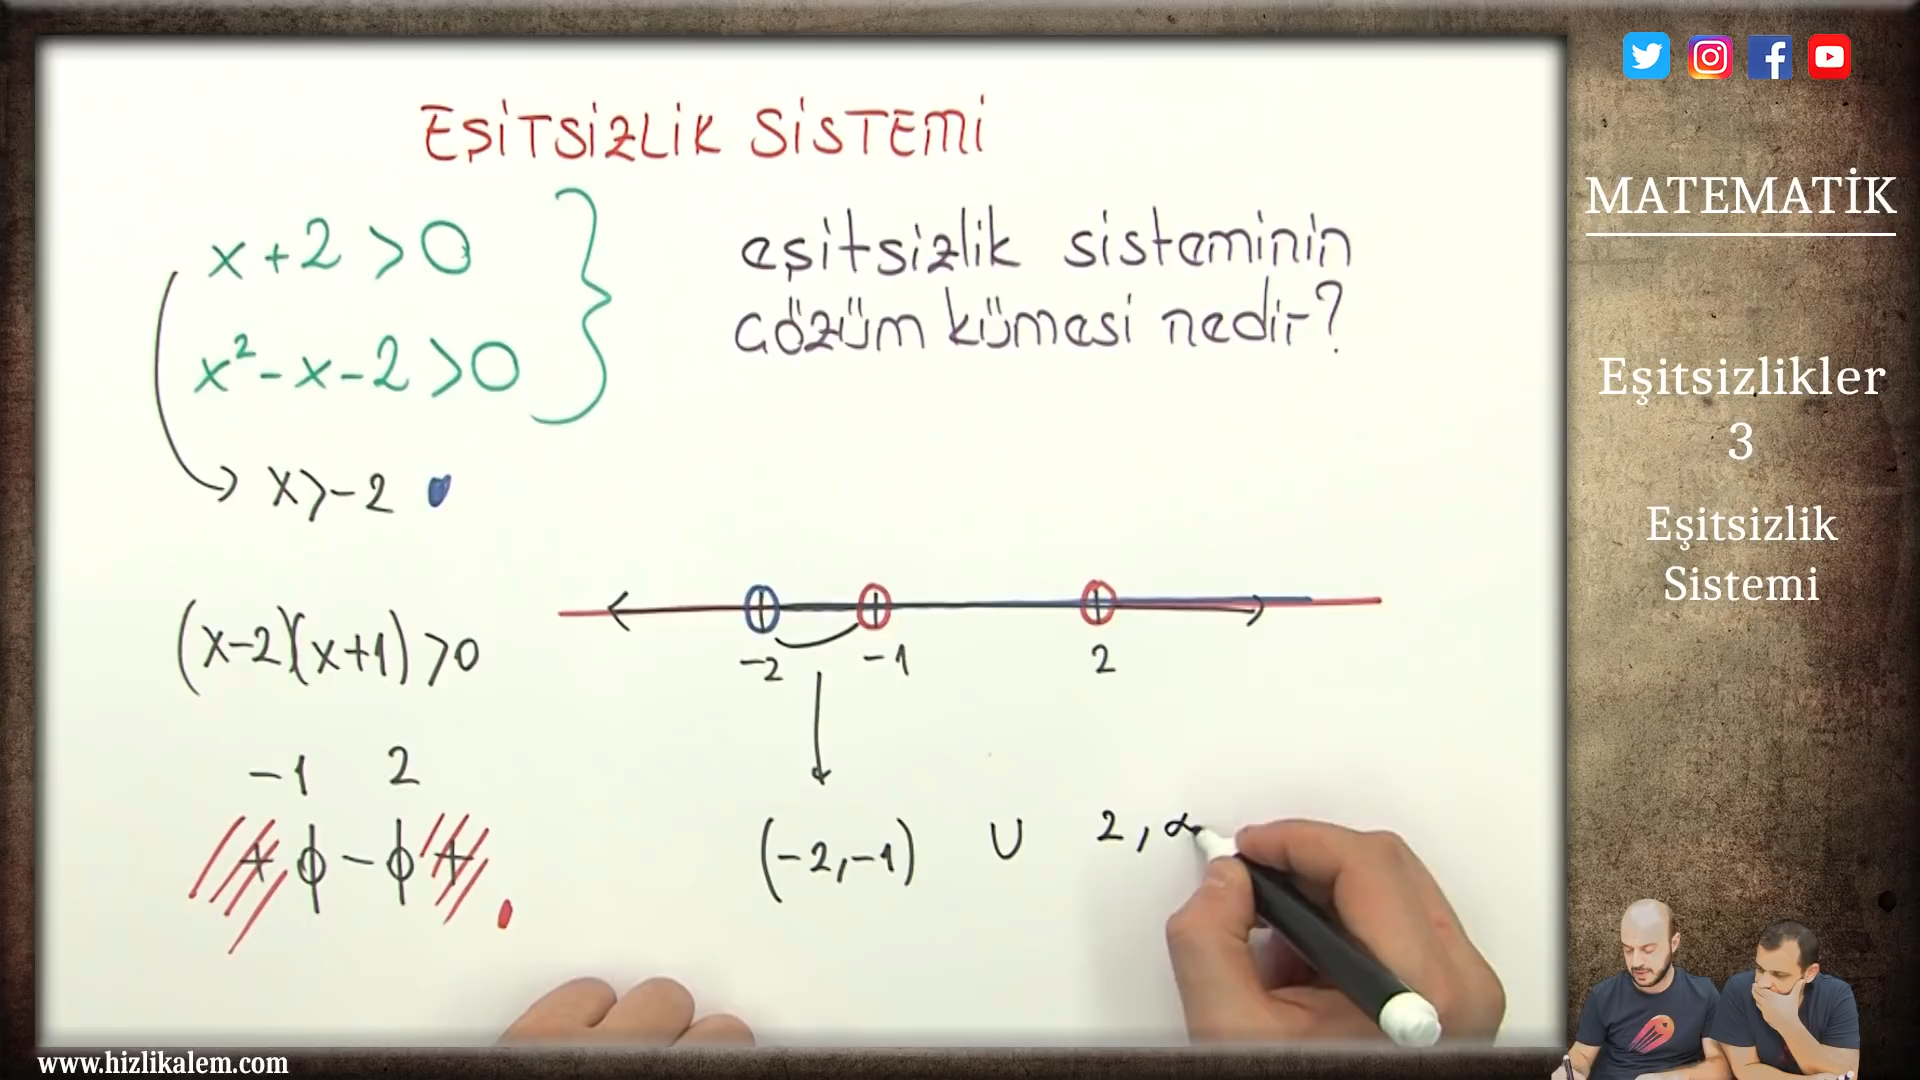 EŞİTSİZLİK SİSTEMİ
x+2>0
x²-x-2>0
eşitsizlik sisteminin
çözüm kümesi nedir?
x>-2
(x-2)(x+1)>0
-2 -1 2
-1 2
+ - +
(-2,-1) ∪ 2,∞
MATEMATİK
Eşitsizlikler
3
Eşitsizlik
Sistemi
www.hizlikalem.com